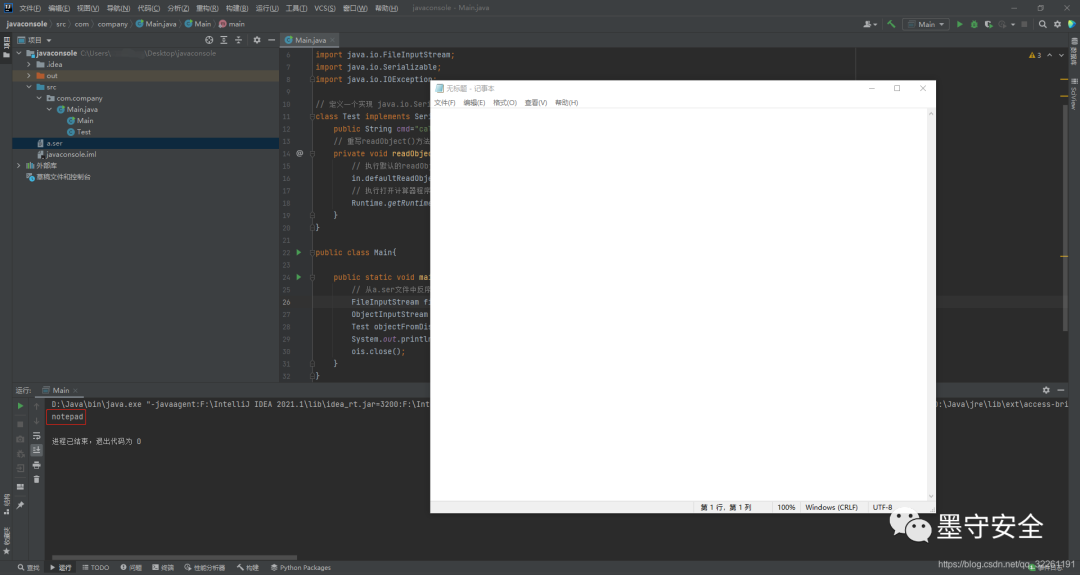 文件(F) 编辑(E) 视图(V) 导航(N) 代码(C) 分析(Z) 重构(R) 构建(B) 运行(U) 工具(T) VCS(S) 窗口(W) 帮助(H) javaconsole - Main.java
javaconsole src com company Main.java Main main Main
项目 Main.java
javaconsole C:\Users\ \Desktop\javaconsole
.idea
out
src
com.company
Main.java
Main
Test
a.ser
javaconsole.iml
外部库
草稿文件和控制台
6 import java.io.FileInputStream;
7 import java.io.Serializable;
8 import java.io.IOException;
3
9
10 // 定义一个实现 java.io.Seri
11 class Test implements Ser
12 public String cmd="cal
13 // 重写readObject()方法
14 @ private void readObjec
15 // 执行默认的readObj
16 in.defaultReadObje
17 // 执行打开计算器程序
18 Runtime.getRuntime
19 }
20 }
21
22 public class Main{
23
24 public static void mai
25 // 从a.ser文件中反序
26 FileInputStream fi
27 ObjectInputStream
28 Test objectFromDis
29 System.out.println
30 ois.close();
31 }
32 }
无标题 - 记事本
文件(F) 编辑(E) 格式(O) 查看(V) 帮助(H)
第 1 行，第 1 列 100% Windows (CRLF) UTF-8
数据库
SciView
运行: Main
D:\Java\bin\java.exe "-javaagent:F:\IntelliJ IDEA 2021.1\lib\idea_rt.jar=3200:F:\Int D:\Java\jre\lib\ext\access-bri
notepad
进程已结束，退出代码为 0
项目
结构
收藏夹
查找 运行 TODO 问题 终端 性能分析器 构建 Python Packages
墨守安全
https://blog.csdn.net/qq_32261191